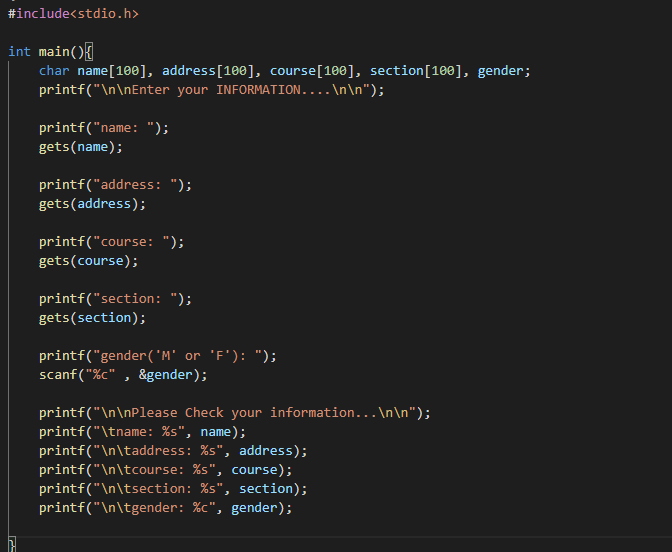 #include<stdio.h>
int main(){
char name[100], address[100], course[100], section[100], gender;
printf("\n\nEnter your INFORMATION....\n\n");
printf("name: ");
gets(name);
printf("address: ");
gets(address);
printf("course: ");
gets(course);
printf("section: ");
gets(section);
printf("gender('M' or 'F'): ");
scanf("%c" , &gender);
printf("\n\nPlease Check your information...\n\n");
printf("\tname: %s", name);
printf("\n\taddress: %s", address);
printf("\n\tcourse: %s", course);
printf("\n\tsection: %s", section);
printf("\n\tgender: %c", gender);
}